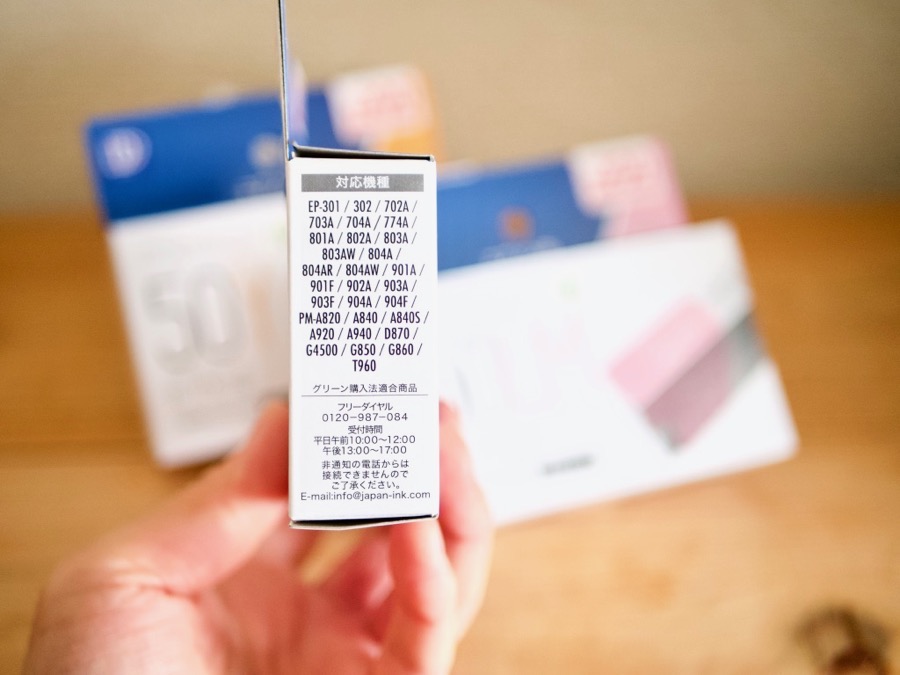 対応機種
EP-301 / 302 / 702A /
703A / 704A / 774A /
801A / 802A / 803A /
803AW / 804A /
804AR / 804AW / 901A /
901F / 902A / 903A /
903F / 904A / 904F /
PM-A820 / A840 / A840S /
A920 / A940 / D870 /
G4500 / G850 / G860 /
T960
グリーン購入法適合商品
フリーダイヤル
0120-987-084
受付時間
平日午前10:00〜12:00
午後13:00〜17:00
非通知の電話からは
接続できませんので
ご了承ください。
E-mail:info@japan-ink.com
50